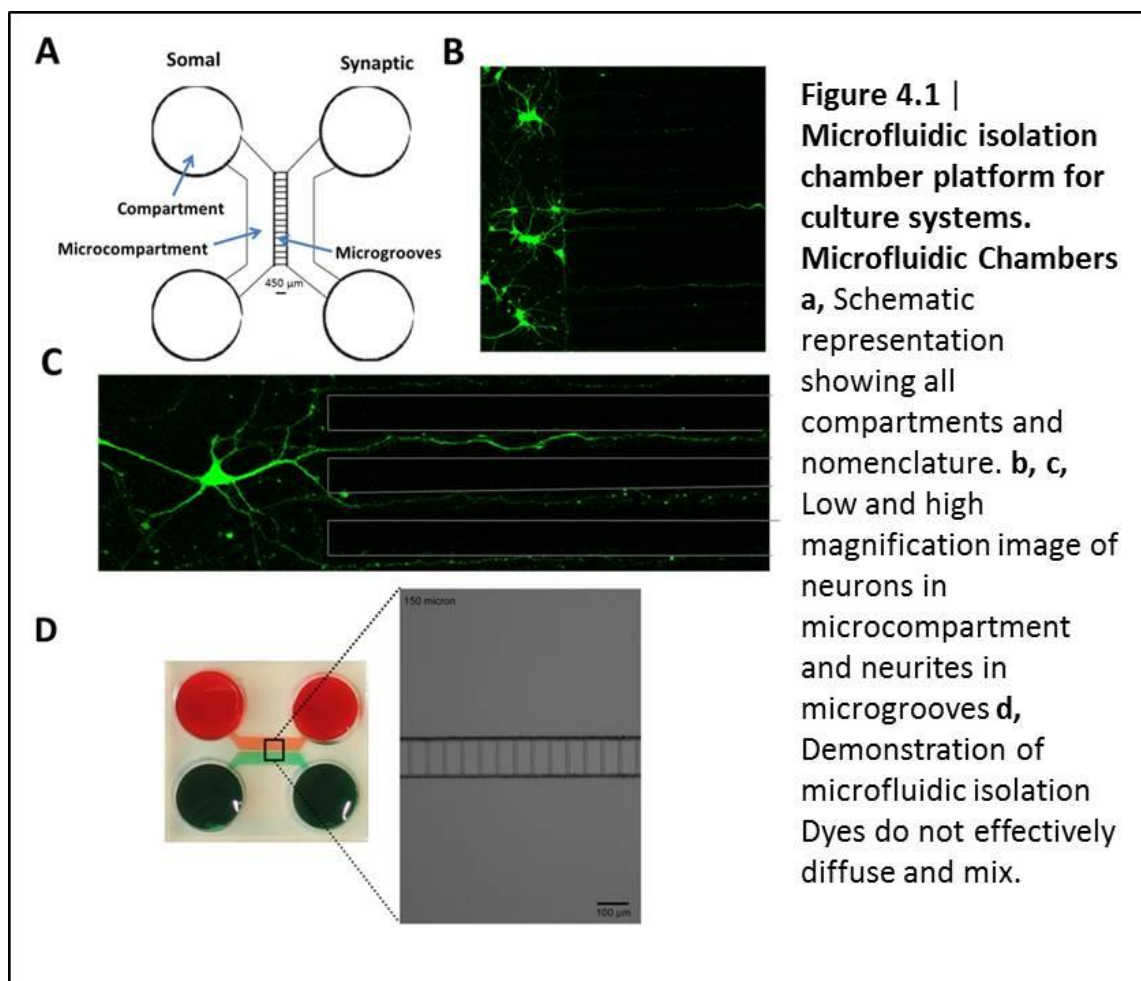 A
Somal
Synaptic
Compartment
Microcompartment
Microgrooves
450 µm
B
C
D
150 micron
100 µm
Figure 4.1 |
Microfluidic isolation
chamber platform for
culture systems.
Microfluidic Chambers
a, Schematic
representation
showing all
compartments and
nomenclature. b, c,
Low and high
magnification image of
neurons in
microcompartment
and neurites in
microgrooves d,
Demonstration of
microfluidic isolation
Dyes do not effectively
diffuse and mix.